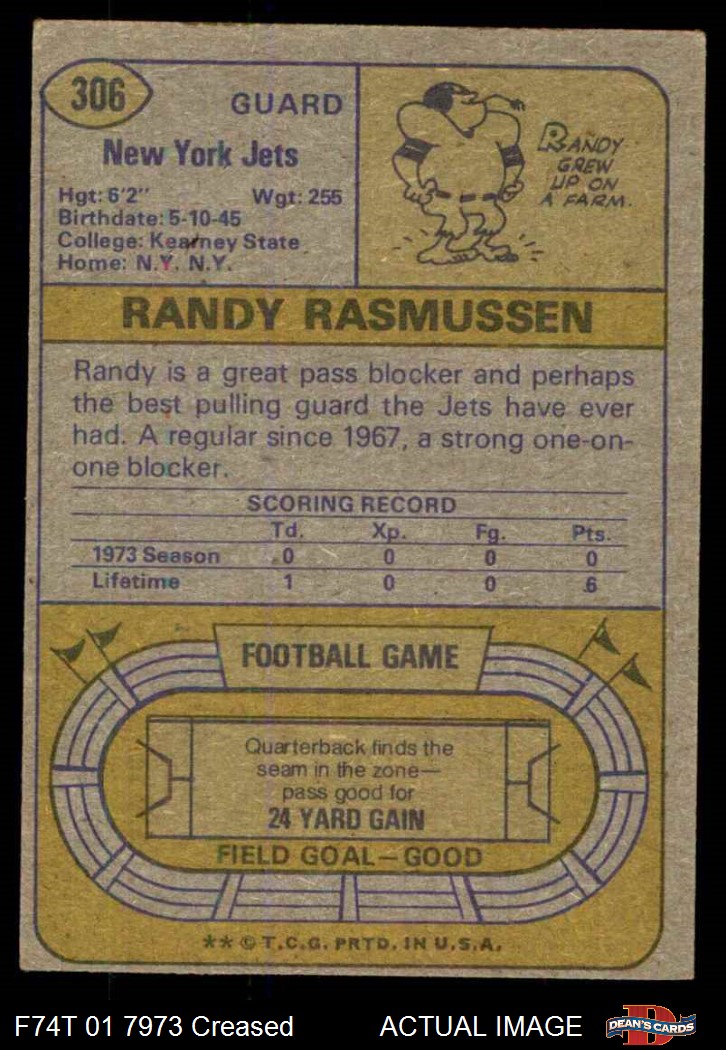 306
GUARD
New York Jets
Hgt: 6'2" Wgt: 255
Birthdate: 5-10-45
College: Kearney State
Home: N.Y. N.Y.
RANDY
GREW
UP ON
A FARM.
RANDY RASMUSSEN
Randy is a great pass blocker and perhaps
the best pulling guard the Jets have ever
had. A regular since 1967, a strong one-on-
one blocker.
SCORING RECORD
Td. Xp. Fg. Pts.
1973 Season 0 0 0 0
Lifetime 1 0 0 6
FOOTBALL GAME
Quarterback finds the
seam in the zone—
pass good for
24 YARD GAIN
FIELD GOAL—GOOD
** © T.C.G. PRTD. IN U.S.A.
F74T 01 7973 Creased ACTUAL IMAGE
D
DEAN'S CARDS